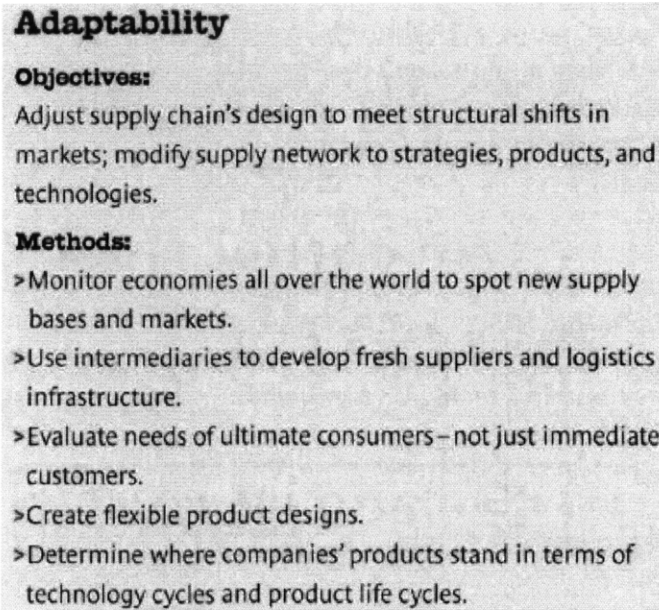 Adaptability
Objectives:
Adjust supply chain's design to meet structural shifts in
markets; modify supply network to strategies, products, and
technologies.
Methods:
>Monitor economies all over the world to spot new supply
bases and markets.
>Use intermediaries to develop fresh suppliers and logistics
infrastructure.
>Evaluate needs of ultimate consumers–not just immediate
customers.
>Create flexible product designs.
>Determine where companies' products stand in terms of
technology cycles and product life cycles.